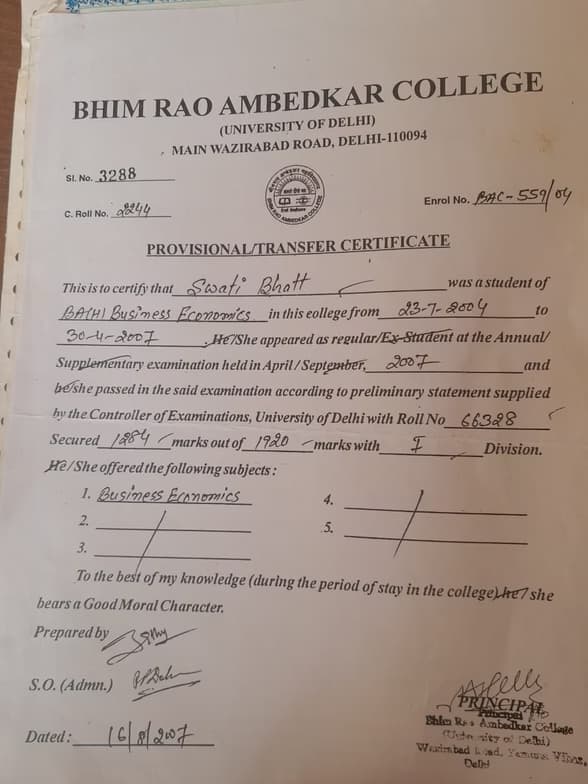 BHIM RAO AMBEDKAR COLLEGE
(UNIVERSITY OF DELHI)
MAIN WAZIRABAD ROAD, DELHI-110094
Sl. No. 3288
C. Roll No. 2244
Enrol No. BAC-559/04
PROVISIONAL/TRANSFER CERTIFICATE
This is to certify that Swati Bhatt was a student of
BA(H) Business Economics in this eollege from 23-7-2004 to
30-4-2007 He/She appeared as regular/Ex-Student at the Annual/
Supplementary examination held in April/September, 2007 and
he/she passed in the said examination according to preliminary statement supplied
by the Controller of Examinations, University of Delhi with Roll No 66328
Secured 1284 marks out of 1920 marks with I Division.
He/She offered the following subjects:
1. Business Economics
2.
3.
4.
5.
To the best of my knowledge (during the period of stay in the college) he/she
bears a Good Moral Character.
Prepared by
S.O. (Admn.)
Dated: 16/8/2007
PRINCIPAL
Principal
Bhim Rao Ambedkar College
(University of Delhi)
Wazirabad Road, Yamuna Vihar,
Delhi